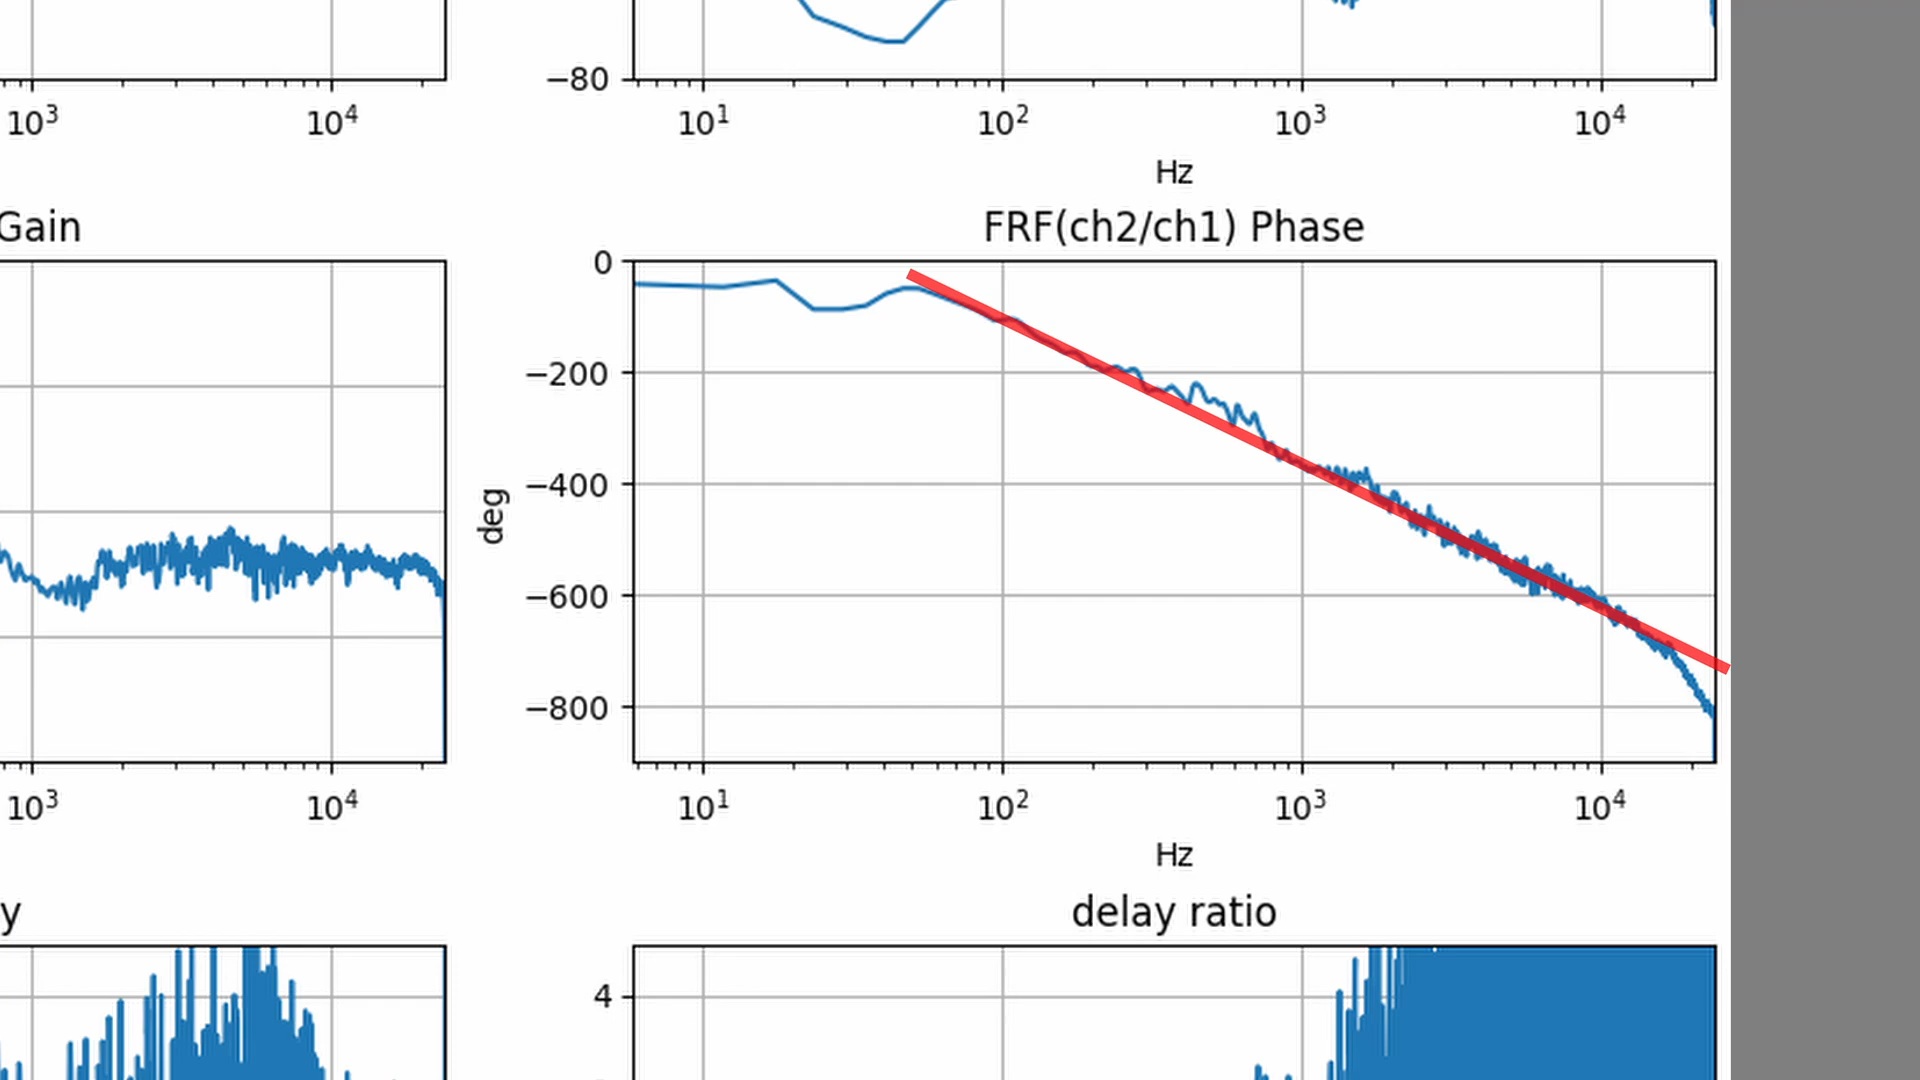 −80
10³ 10⁴
10¹ 10² 10³ 10⁴
Hz
Gain
FRF(ch2/ch1) Phase
0
−200
−400
−600
−800
deg
10³ 10⁴
10¹ 10² 10³ 10⁴
Hz
y
delay ratio
4